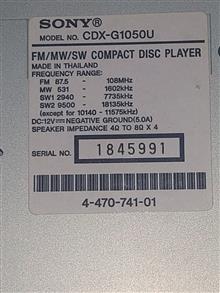 SONY®
MODEL NO. CDX-G1050U
FM/MW/SW COMPACT DISC PLAYER
MADE IN THAILAND
FREQUENCY RANGE:
FM 87.5 - 108MHz
MW 531 - 1602kHz
SW1 2940 - 7735kHz
SW2 9500 - 18135kHz
(except for 10140 - 11575kHz)
DC:12V⎓ NEGATIVE GROUND(5.0A)
SPEAKER IMPEDANCE 4Ω TO 8Ω X 4
SERIAL NO. 1845991
4-470-741-01